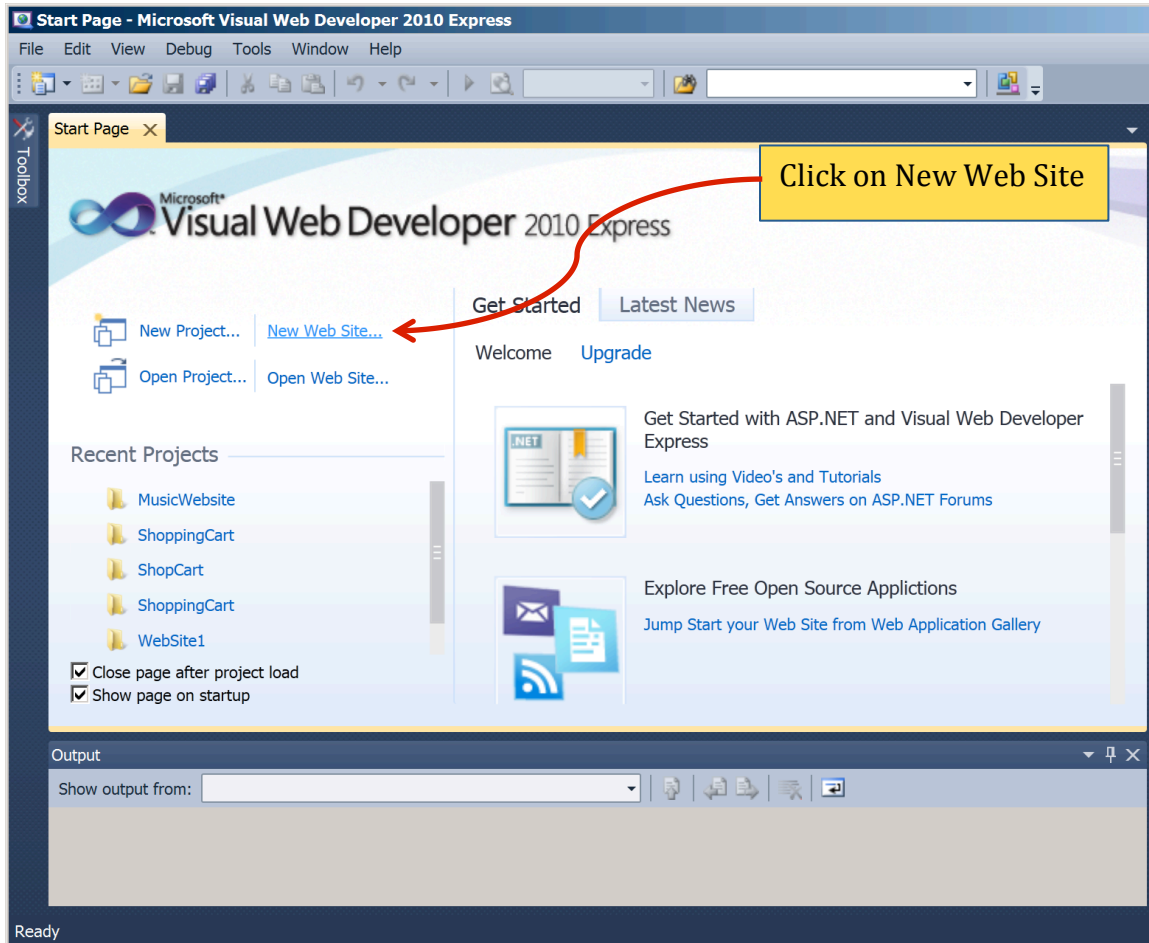 Start Page - Microsoft Visual Web Developer 2010 Express
File Edit View Debug Tools Window Help
Toolbox
Start Page
Click on New Web Site
Microsoft®
Visual Web Developer 2010 Express
New Project... New Web Site...
Open Project... Open Web Site...
Recent Projects
MusicWebsite
ShoppingCart
ShopCart
ShoppingCart
WebSite1
Close page after project load
Show page on startup
Get Started Latest News
Welcome Upgrade
.NET
Get Started with ASP.NET and Visual Web Developer
Express
Learn using Video's and Tutorials
Ask Questions, Get Answers on ASP.NET Forums
Explore Free Open Source Applictions
Jump Start your Web Site from Web Application Gallery
Output
Show output from:
Ready